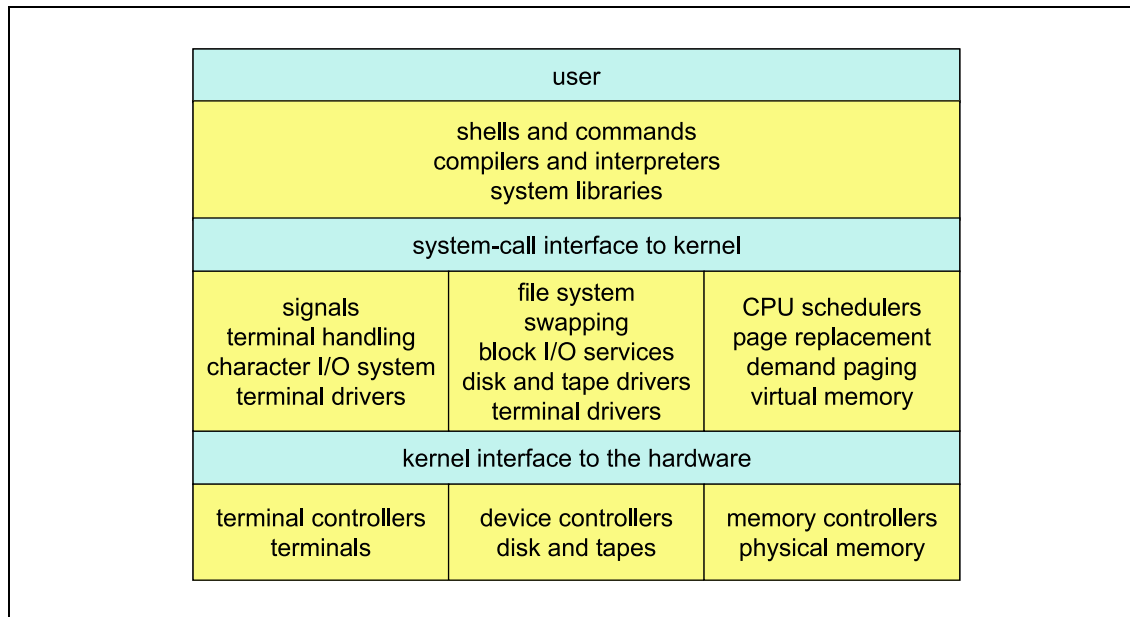 user
shells and commands
compilers and interpreters
system libraries
system-call interface to kernel
signals
terminal handling
character I/O system
terminal drivers
file system
swapping
block I/O services
disk and tape drivers
terminal drivers
CPU schedulers
page replacement
demand paging
virtual memory
kernel interface to the hardware
terminal controllers
terminals
device controllers
disk and tapes
memory controllers
physical memory